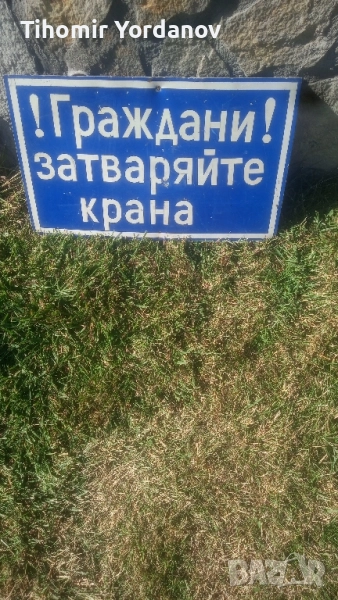 Tihomir Yordanov
!Граждани!
затваряйте
крана
BAZAR